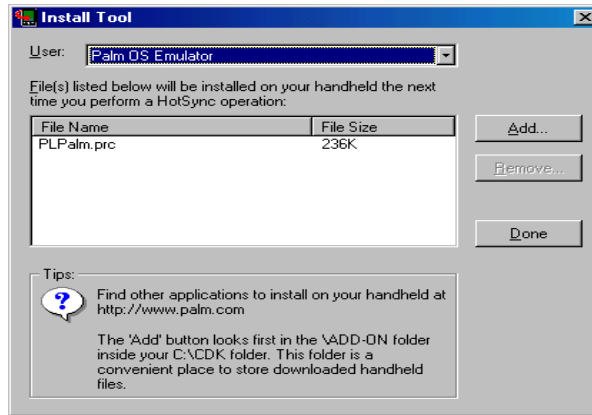 Install Tool
User: Palm OS Emulator
File(s) listed below will be installed on your handheld the next
time you perform a HotSync operation:
File Name File Size
PLPalm.prc 236K
Add...
Remove...
Done
Tips:
Find other applications to install on your handheld at
http://www.palm.com
The 'Add' button looks first in the \ADD-ON folder
inside your C:\CDK folder. This folder is a
convenient place to store downloaded handheld
files.